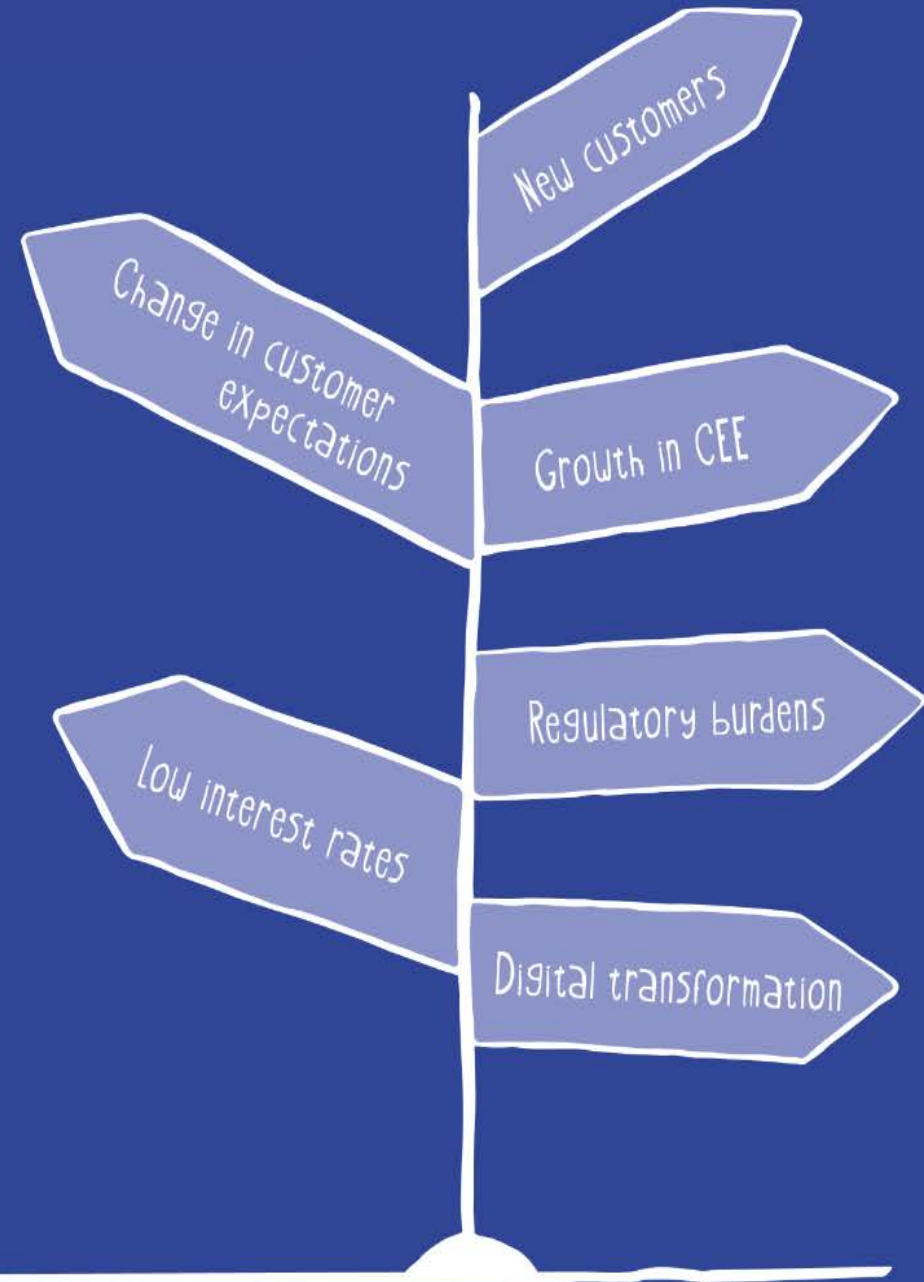 New customers
Change in customer
expectations
Growth in CEE
Regulatory burdens
Low interest rates
Digital transformation